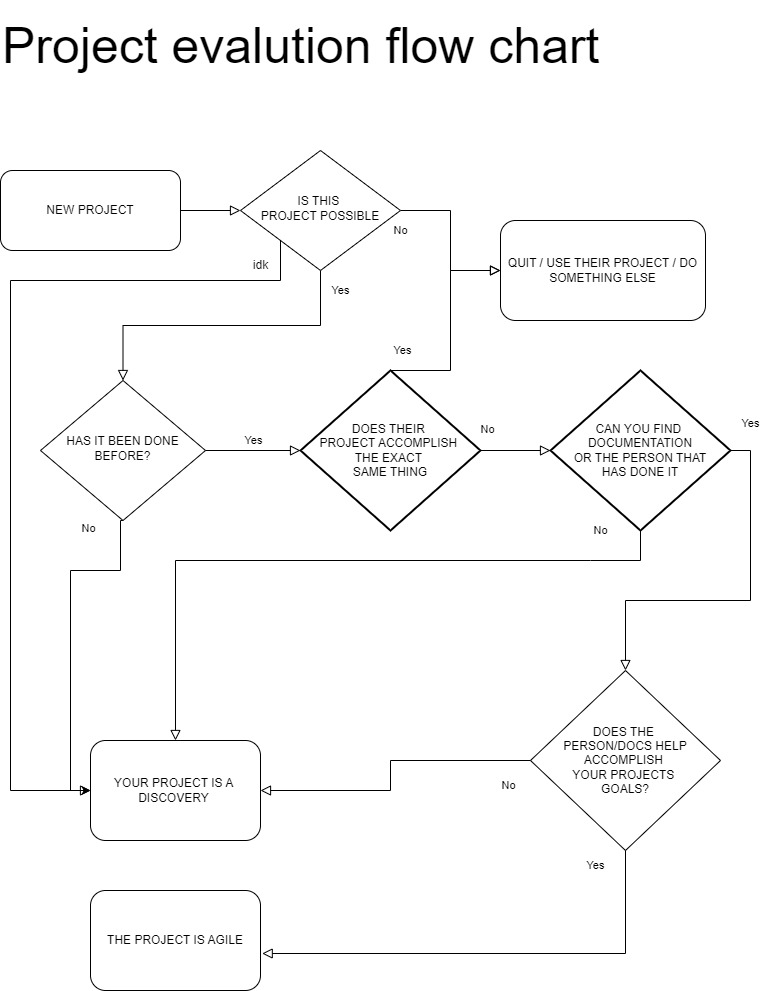 Project evalution flow chart
NEW PROJECT
IS THIS
PROJECT POSSIBLE
No
QUIT / USE THEIR PROJECT / DO
SOMETHING ELSE
idk
Yes
Yes
HAS IT BEEN DONE
BEFORE?
Yes
DOES THEIR
PROJECT ACCOMPLISH
THE EXACT
SAME THING
No
CAN YOU FIND
DOCUMENTATION
OR THE PERSON THAT
HAS DONE IT
Yes
No
No
YOUR PROJECT IS A
DISCOVERY
DOES THE
PERSON/DOCS HELP
ACCOMPLISH
YOUR PROJECTS
GOALS?
No
Yes
THE PROJECT IS AGILE